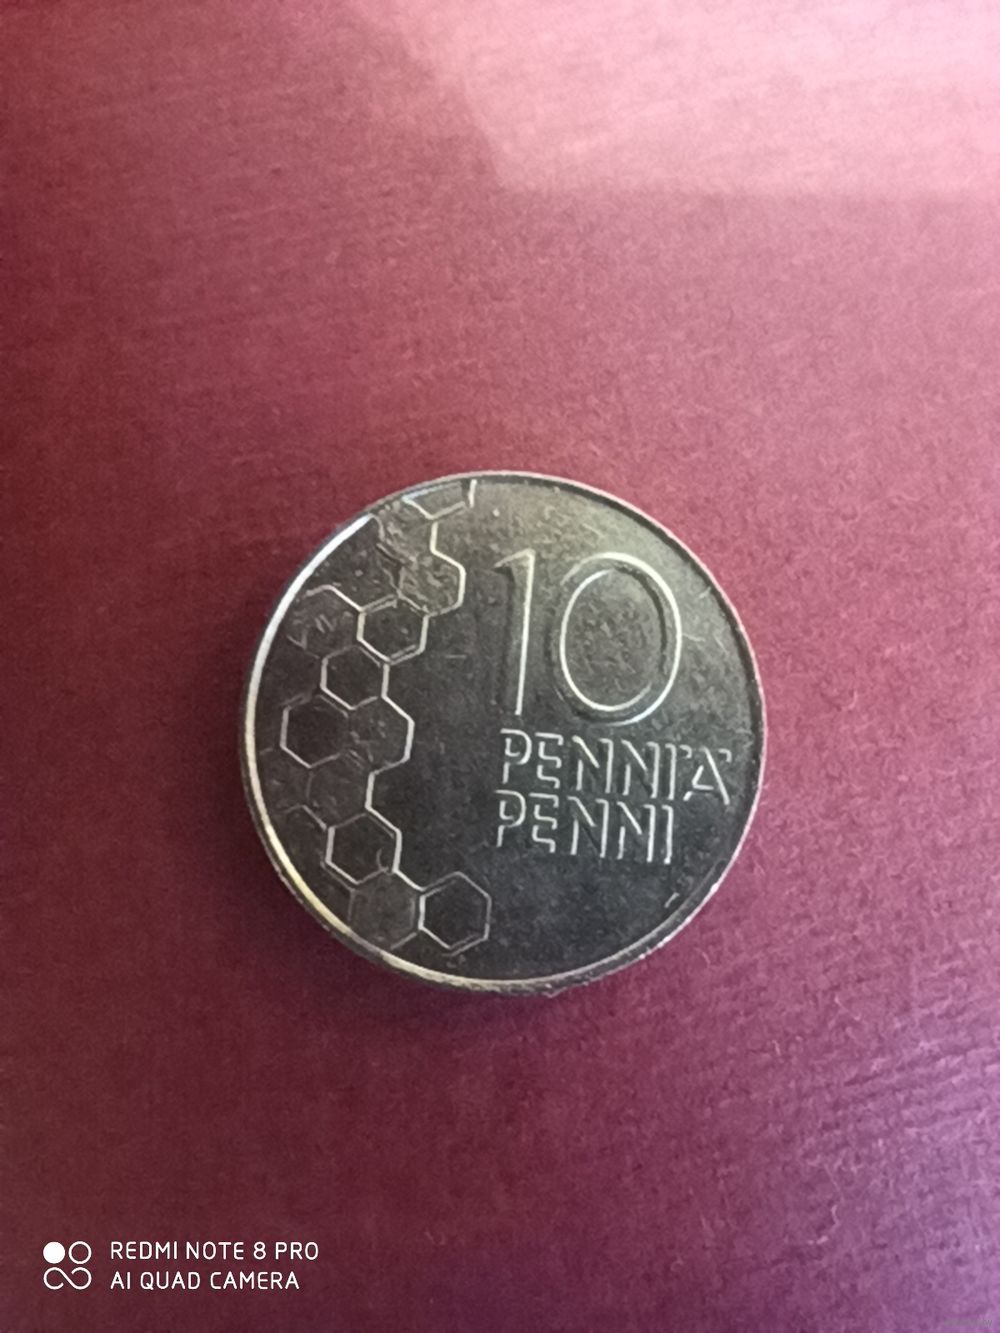 10
PENNIÄ
PENNI
REDMI NOTE 8 PRO
AI QUAD CAMERA